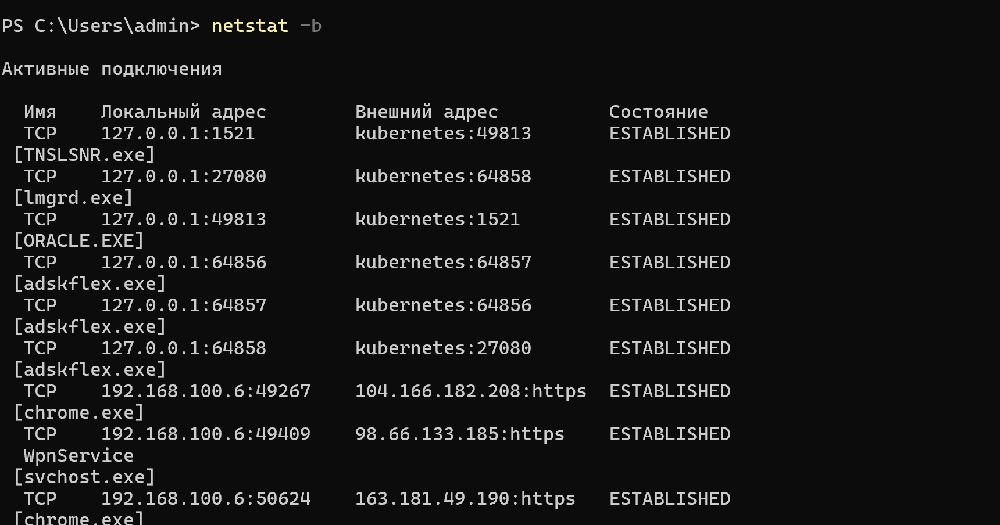 PS C:\Users\admin> netstat -b
Активные подключения
Имя Локальный адрес Внешний адрес Состояние
TCP 127.0.0.1:1521 kubernetes:49813 ESTABLISHED
[TNSLSNR.exe]
TCP 127.0.0.1:27080 kubernetes:64858 ESTABLISHED
[lmgrd.exe]
TCP 127.0.0.1:49813 kubernetes:1521 ESTABLISHED
[ORACLE.EXE]
TCP 127.0.0.1:64856 kubernetes:64857 ESTABLISHED
[adskflex.exe]
TCP 127.0.0.1:64857 kubernetes:64856 ESTABLISHED
[adskflex.exe]
TCP 127.0.0.1:64858 kubernetes:27080 ESTABLISHED
[adskflex.exe]
TCP 192.168.100.6:49267 104.166.182.208:https ESTABLISHED
[chrome.exe]
TCP 192.168.100.6:49409 98.66.133.185:https ESTABLISHED
WpnService
[svchost.exe]
TCP 192.168.100.6:50624 163.181.49.190:https ESTABLISHED
[chrome.exe]